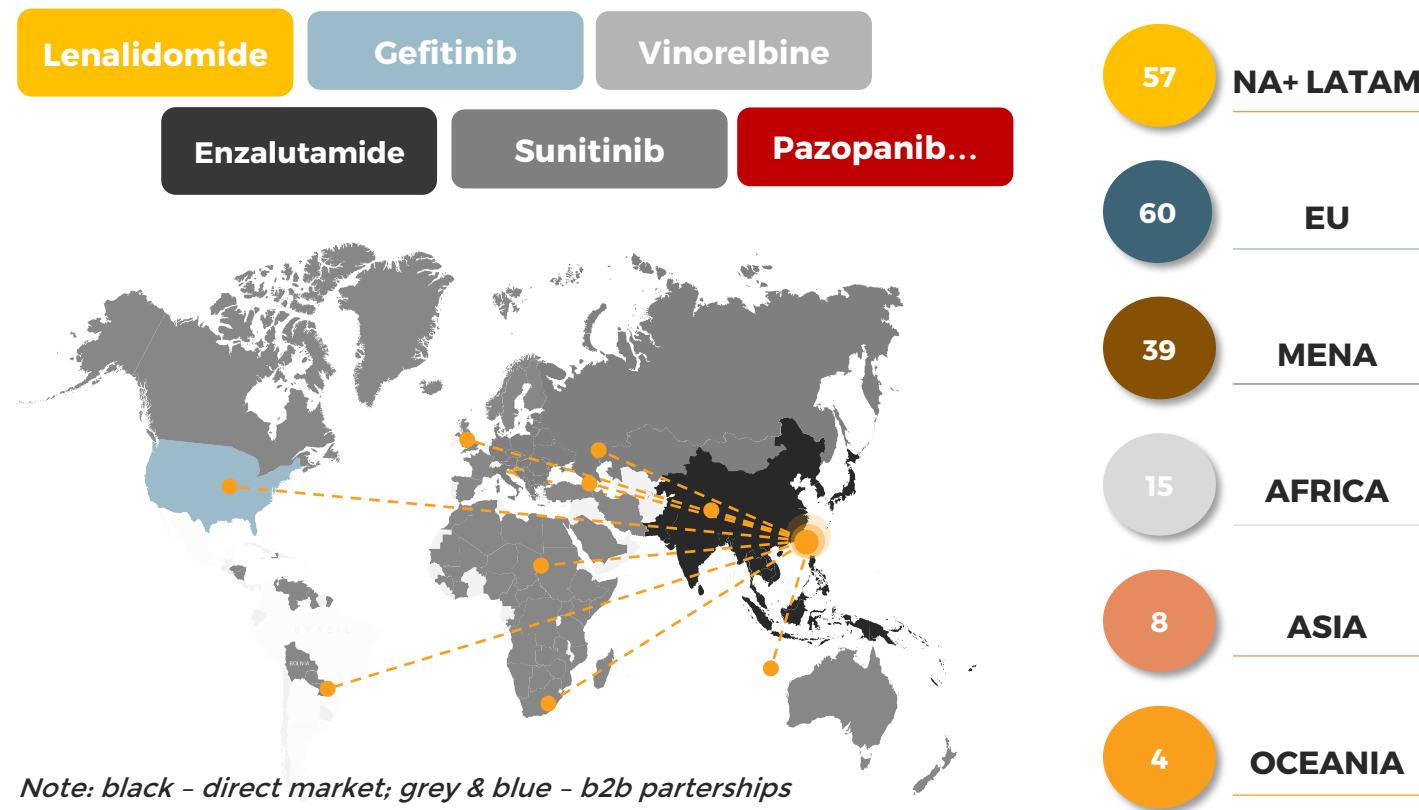 Lenalidomide
Gefitinib
Vinorelbine
Enzalutamide
Sunitinib
Pazopanib...
57 NA+ LATAM
60 EU
39 MENA
15 AFRICA
8 ASIA
4 OCEANIA
BRAZIL
BOLIVIA
Note: black – direct market; grey & blue – b2b parterships